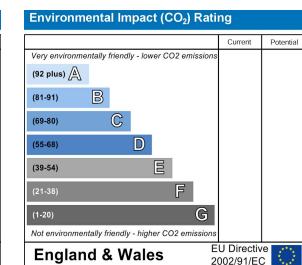 Environmental Impact (CO₂) Rating
Current Potential
Very environmentally friendly - lower CO2 emissions
(92 plus) A
(81-91) B
(69-80) C
(55-68) D
(39-54) E
(21-38) F
(1-20) G
Not environmentally friendly - higher CO2 emissions
England & Wales
EU Directive
2002/91/EC